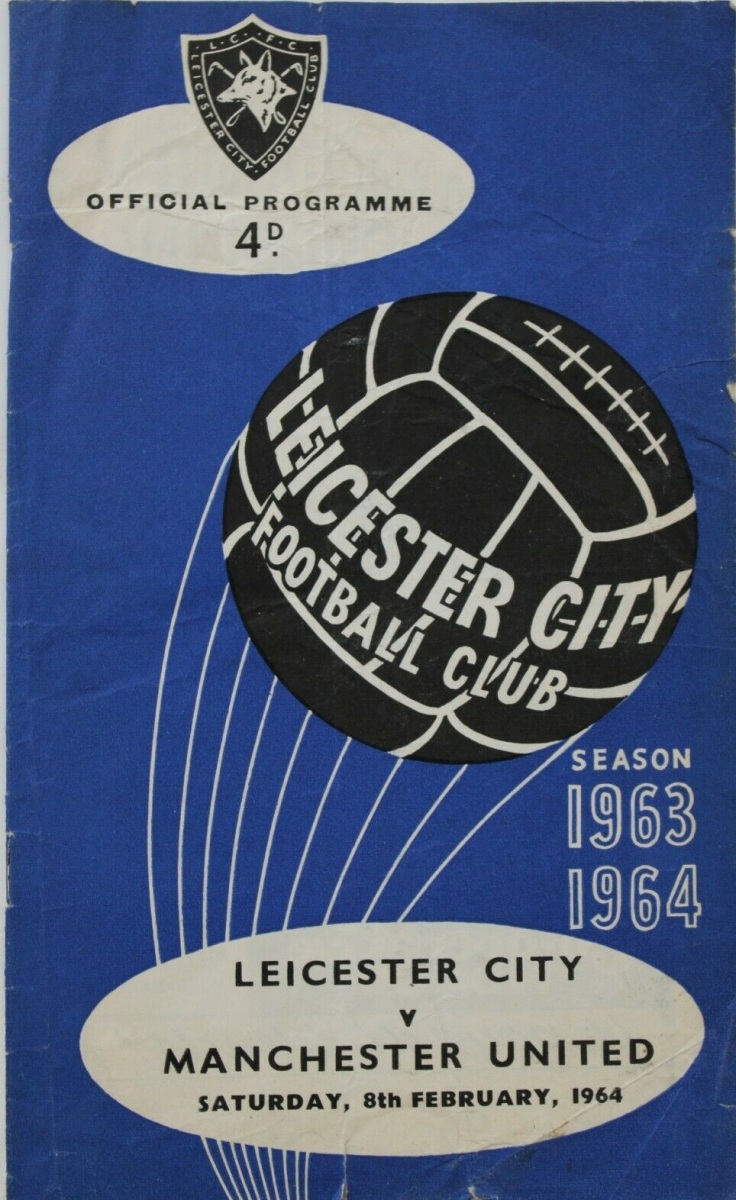 L·C·F·C
LEICESTER CITY · FOOTBALL CLUB
OFFICIAL PROGRAMME
4D.
LEICESTER CITY
FOOTBALL CLUB
SEASON
1963
1964
LEICESTER CITY
v
MANCHESTER UNITED
SATURDAY, 8th FEBRUARY, 1964